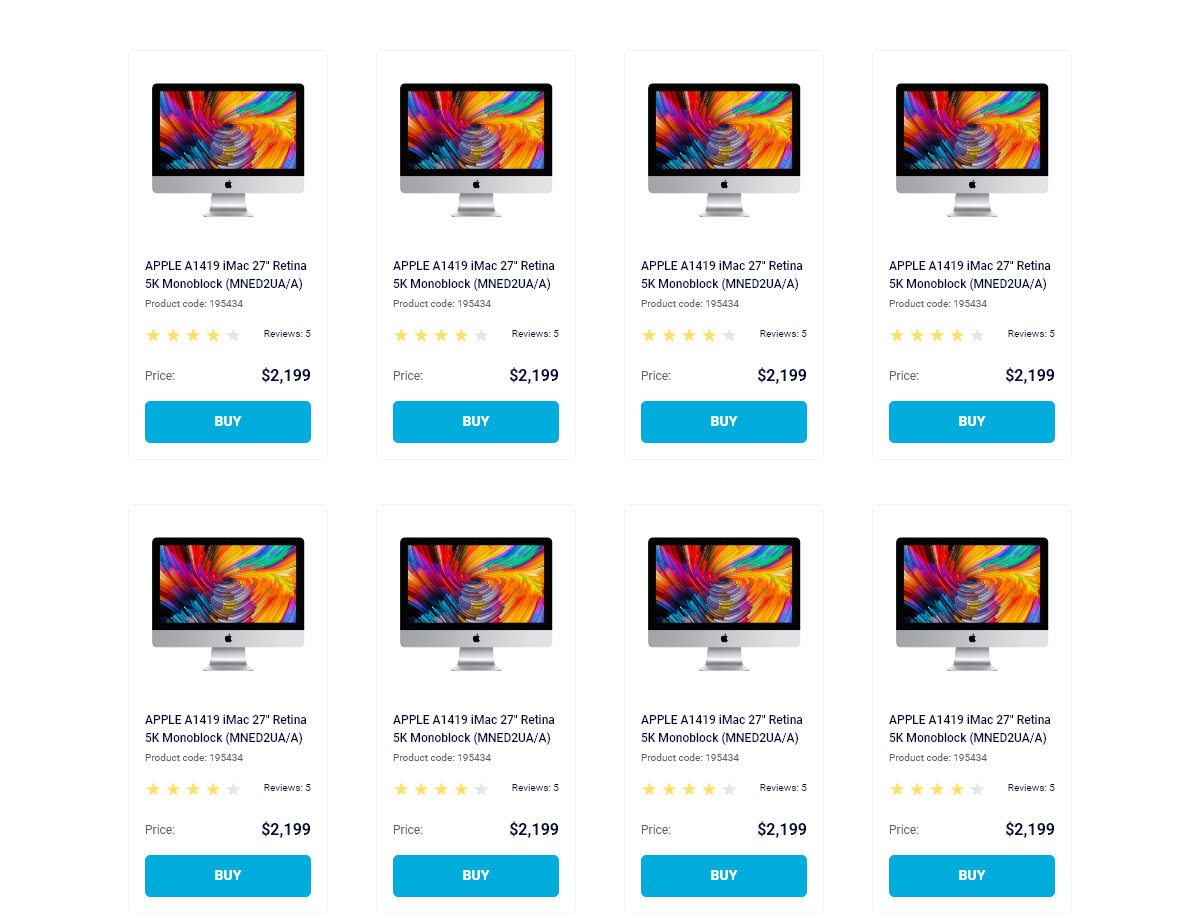 APPLE A1419 iMac 27" Retina
5K Monoblock (MNED2UA/A)
Product code: 195434
Reviews: 5
Price: $2,199
BUY
APPLE A1419 iMac 27" Retina
5K Monoblock (MNED2UA/A)
Product code: 195434
Reviews: 5
Price: $2,199
BUY
APPLE A1419 iMac 27" Retina
5K Monoblock (MNED2UA/A)
Product code: 195434
Reviews: 5
Price: $2,199
BUY
APPLE A1419 iMac 27" Retina
5K Monoblock (MNED2UA/A)
Product code: 195434
Reviews: 5
Price: $2,199
BUY
APPLE A1419 iMac 27" Retina
5K Monoblock (MNED2UA/A)
Product code: 195434
Reviews: 5
Price: $2,199
BUY
APPLE A1419 iMac 27" Retina
5K Monoblock (MNED2UA/A)
Product code: 195434
Reviews: 5
Price: $2,199
BUY
APPLE A1419 iMac 27" Retina
5K Monoblock (MNED2UA/A)
Product code: 195434
Reviews: 5
Price: $2,199
BUY
APPLE A1419 iMac 27" Retina
5K Monoblock (MNED2UA/A)
Product code: 195434
Reviews: 5
Price: $2,199
BUY